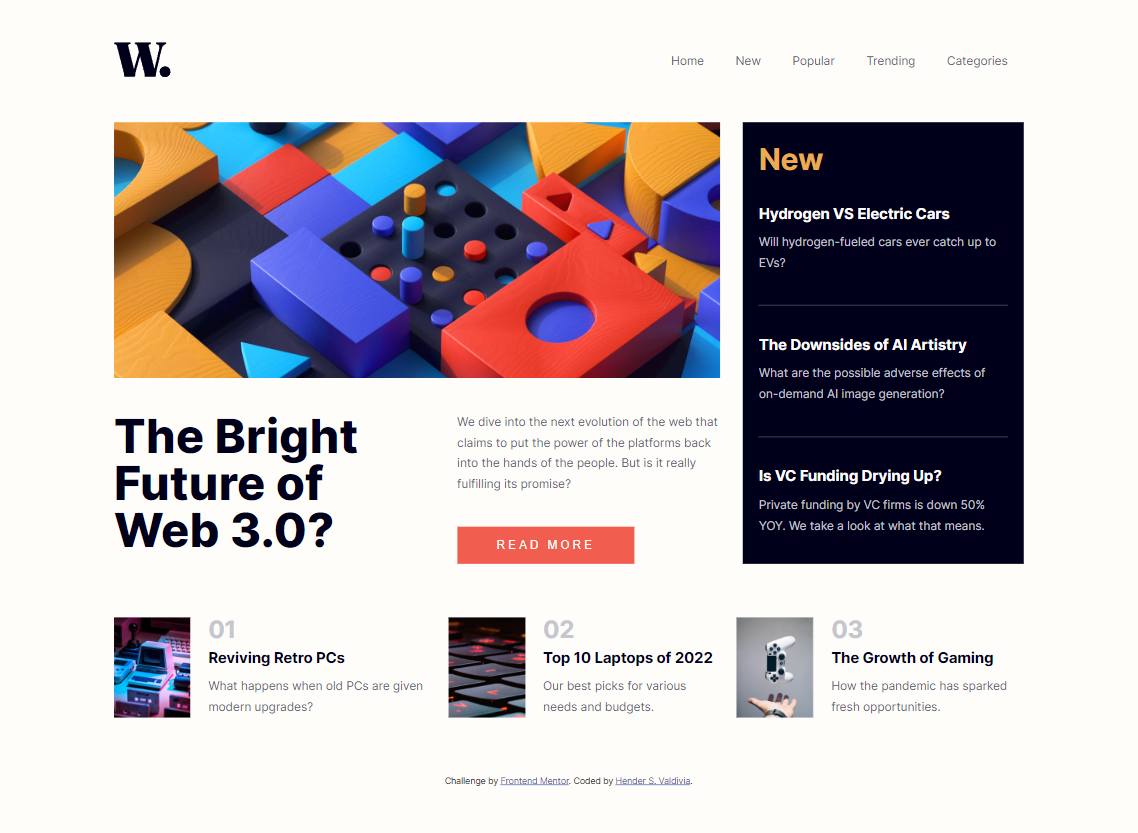 W.
Home New Popular Trending Categories
New
Hydrogen VS Electric Cars
Will hydrogen-fueled cars ever catch up to
EVs?
The Downsides of AI Artistry
What are the possible adverse effects of
on-demand AI image generation?
Is VC Funding Drying Up?
Private funding by VC firms is down 50%
YOY. We take a look at what that means.
The Bright
Future of
Web 3.0?
We dive into the next evolution of the web that
claims to put the power of the platforms back
into the hands of the people. But is it really
fulfilling its promise?
READ MORE
01
Reviving Retro PCs
What happens when old PCs are given
modern upgrades?
02
Top 10 Laptops of 2022
Our best picks for various
needs and budgets.
03
The Growth of Gaming
How the pandemic has sparked
fresh opportunities.
Challenge by Frontend Mentor. Coded by Hender S. Valdivia.